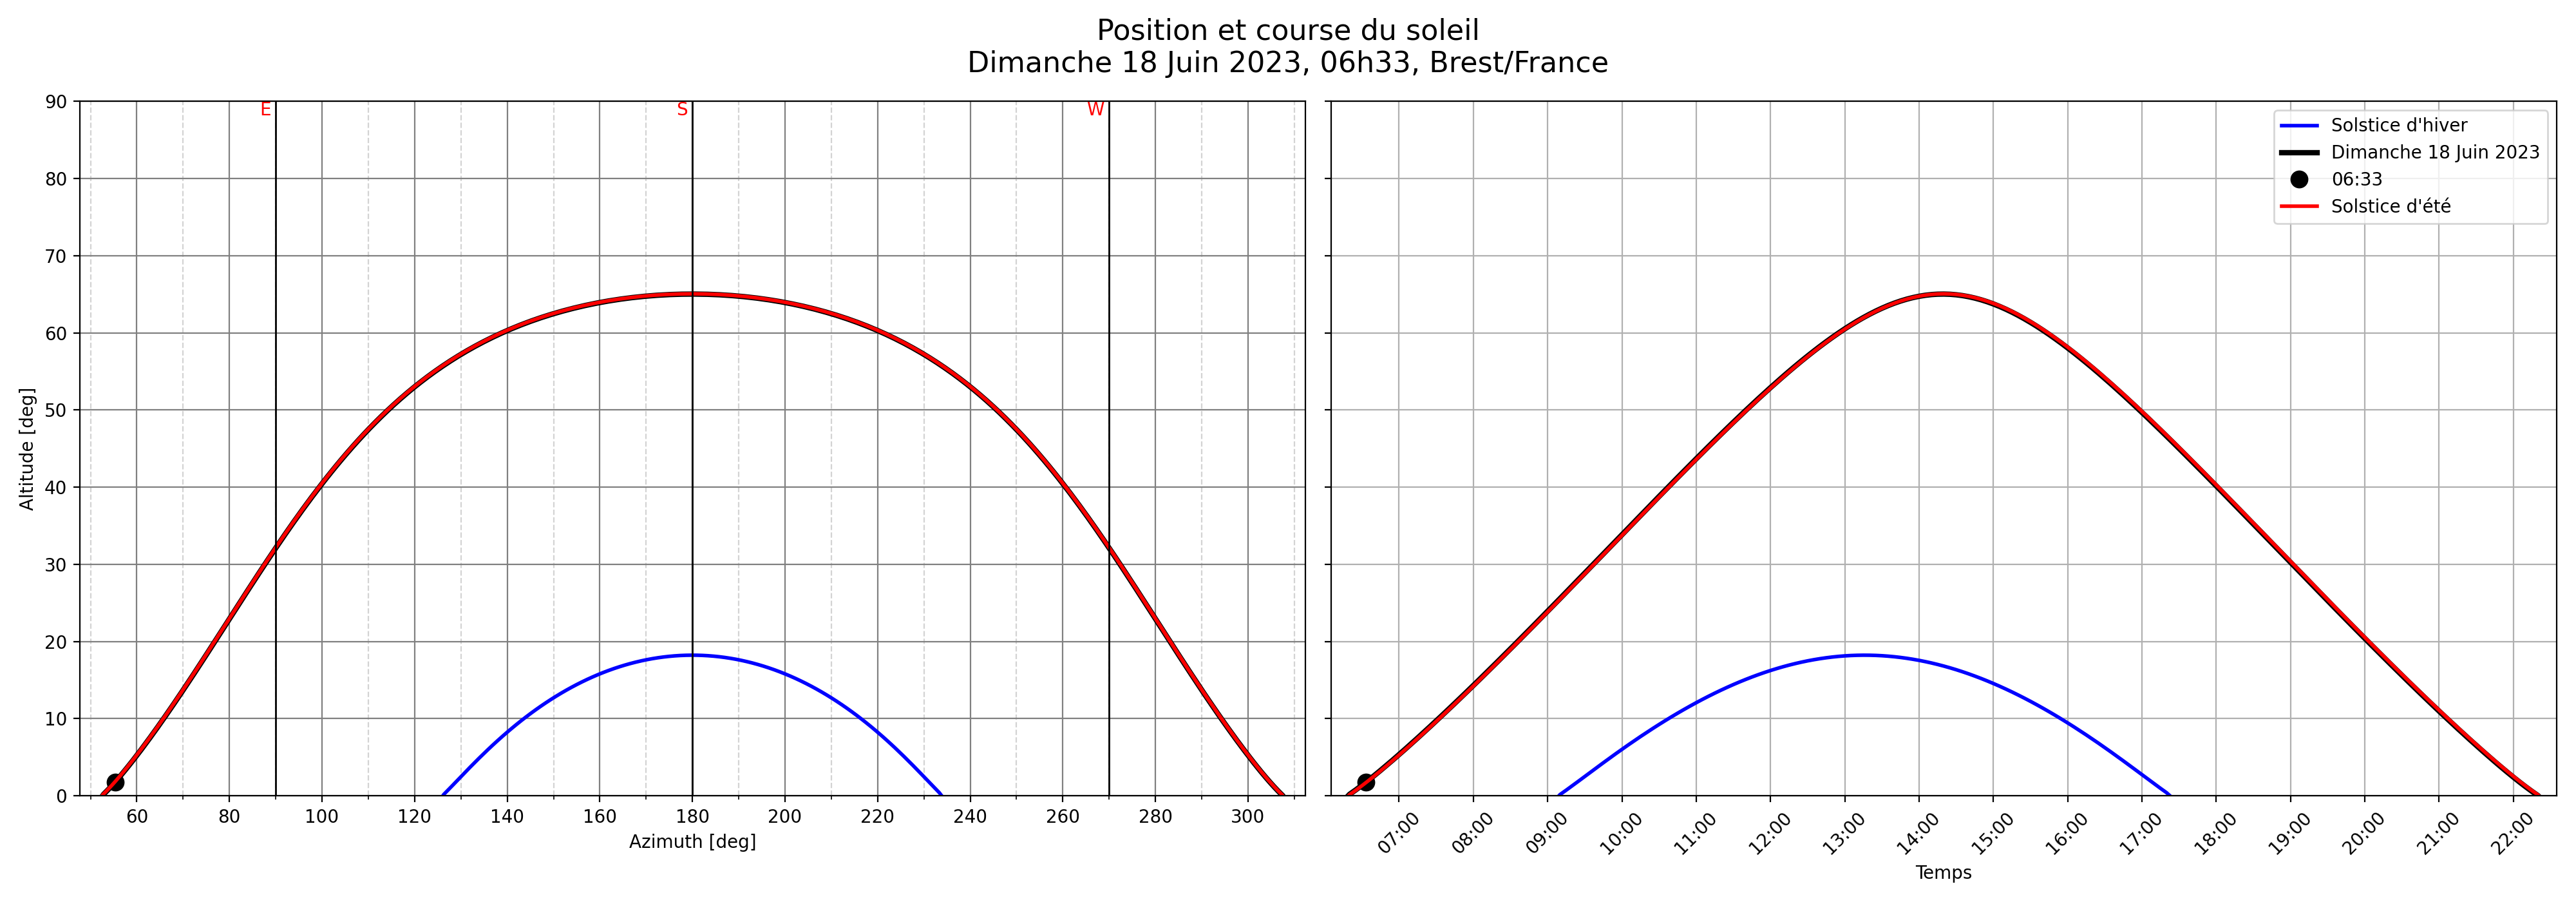 Position et course du soleil
Dimanche 18 Juin 2023, 06h33, Brest/France
E
S
W
90
80
70
60
50
40
30
20
10
0
Altitude [deg]
60 80 100 120 140 160 180 200 220 240 260 280 300
Azimuth [deg]
Solstice d'hiver
Dimanche 18 Juin 2023
06:33
Solstice d'été
07:00 08:00 09:00 10:00 11:00 12:00 13:00 14:00 15:00 16:00 17:00 18:00 19:00 20:00 21:00 22:00
Temps